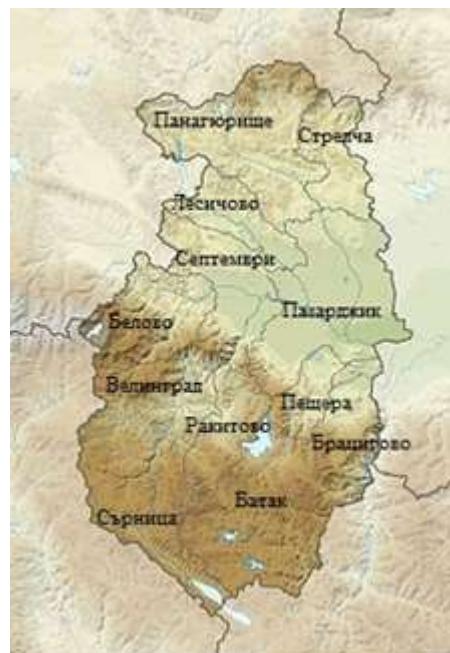 Панагюрище
Стрелча
Лесичово
Септември
Пазарджик
Белово
Велинград
Пещера
Ракитово
Брацигово
Батак
Сърница